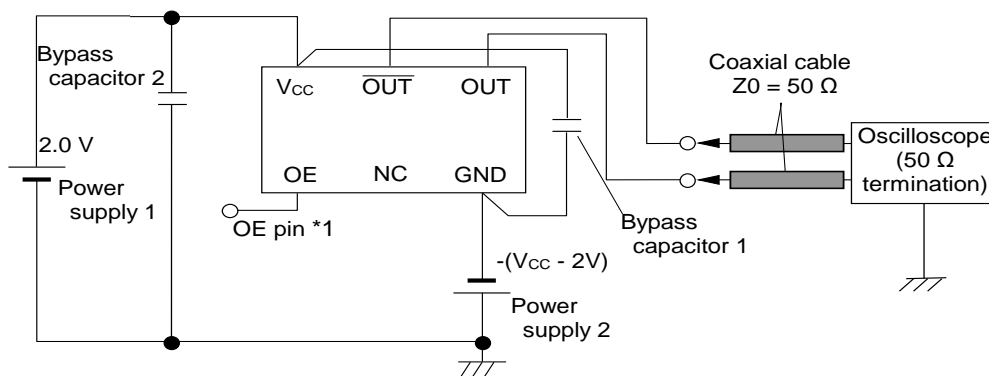 Bypass
capacitor 2
2.0 V
Power
supply 1
VCC
OUT
OUT
OE
NC
GND
OE pin *1
-(VCC - 2V)
Power
supply 2
Bypass
capacitor 1
Coaxial cable
Z0 = 50 Ω
Oscilloscope
(50 Ω
termination)